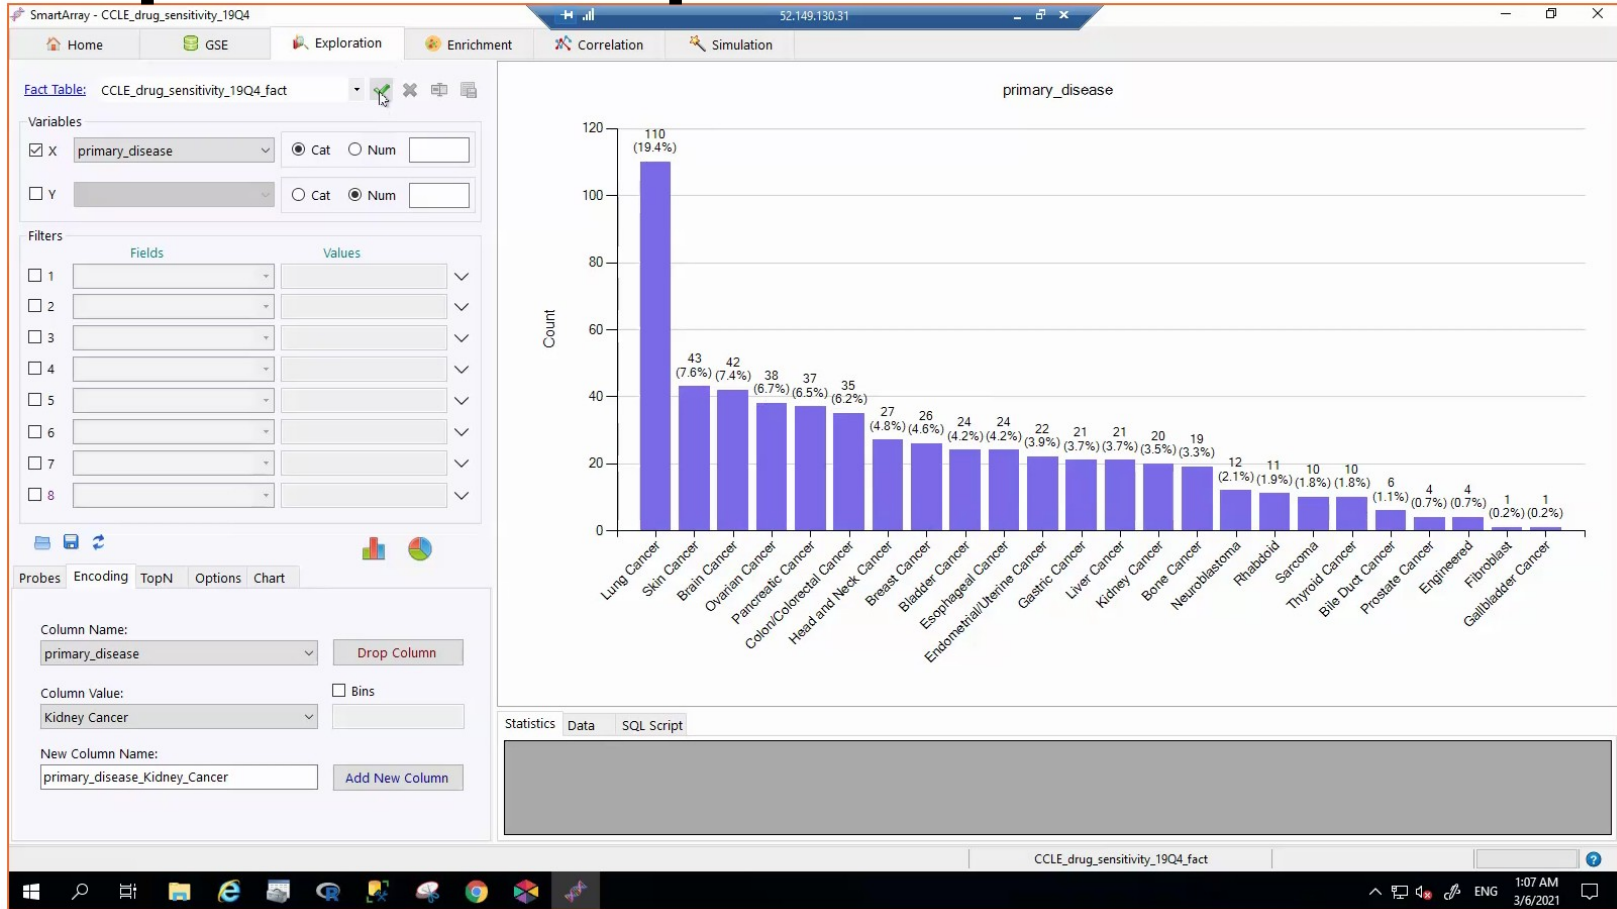 SmartArray - CCLE_drug_sensitivity_19Q4
52.149.130.31
Home
GSE
Exploration
Enrichment
Correlation
Simulation
Fact Table: CCLE_drug_sensitivity_19Q4_fact
Variables
X primary_disease Cat Num
Y Cat Num
Filters
Fields Values
1
2
3
4
5
6
7
8
Probes Encoding TopN Options Chart
Column Name:
primary_disease Drop Column
Column Value: Bins
Kidney Cancer
New Column Name:
primary_disease_Kidney_Cancer Add New Column
primary_disease
Count
120
100
80
60
40
20
0
110
(19.4%)
43
(7.6%)
42
(7.4%)
38
(6.7%)
37
(6.5%)
35
(6.2%)
27
(4.8%)
26
(4.6%)
24
(4.2%)
24
(4.2%)
22
(3.9%)
21
(3.7%)
21
(3.7%)
20
(3.5%)
19
(3.3%)
12
(2.1%)
11
(1.9%)
10
(1.8%)
10
(1.8%)
6
(1.1%)
4
(0.7%)
4
(0.7%)
1
(0.2%)
1
(0.2%)
Lung Cancer
Skin Cancer
Brain Cancer
Ovarian Cancer
Pancreatic Cancer
Colon/Colorectal Cancer
Head and Neck Cancer
Breast Cancer
Bladder Cancer
Esophageal Cancer
Endometrial/Uterine Cancer
Gastric Cancer
Liver Cancer
Kidney Cancer
Bone Cancer
Neuroblastoma
Rhabdoid
Sarcoma
Thyroid Cancer
Bile Duct Cancer
Prostate Cancer
Engineered
Fibroblast
Gallbladder Cancer
Statistics Data SQL Script
CCLE_drug_sensitivity_19Q4_fact
ENG
1:07 AM
3/6/2021